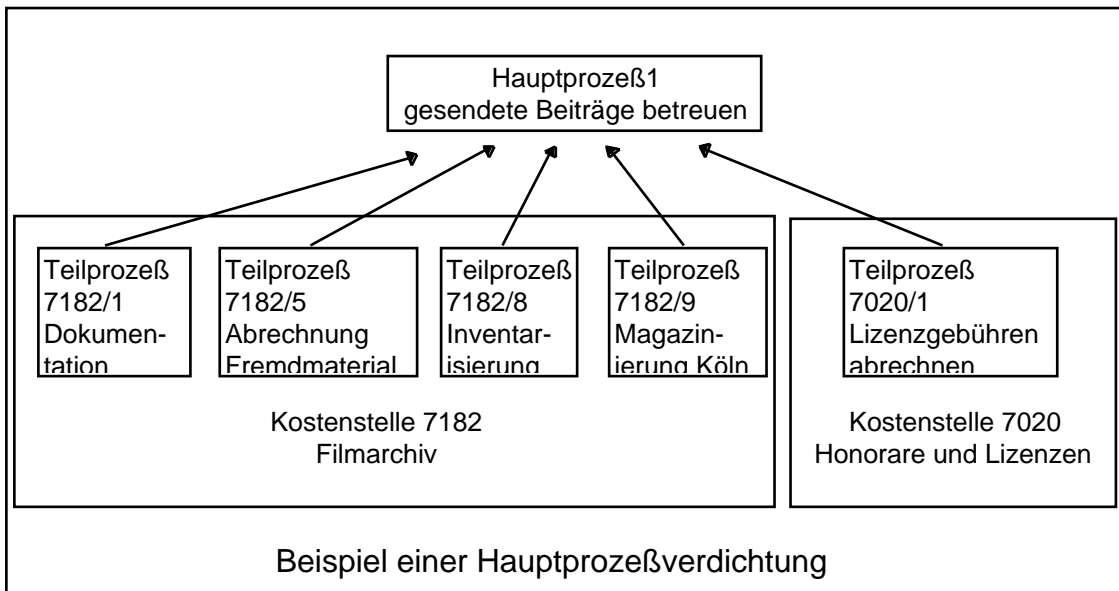 Hauptprozeß1
gesendete Beiträge betreuen
Teilprozeß
7182/1
Dokumen-
tation
Teilprozeß
7182/5
Abrechnung
Fremdmaterial
Teilprozeß
7182/8
Inventar-
isierung
Teilprozeß
7182/9
Magazin-
ierung Köln
Teilprozeß
7020/1
Lizenzgebühren
abrechnen
Kostenstelle 7182
Filmarchiv
Kostenstelle 7020
Honorare und Lizenzen
Beispiel einer Hauptprozeßverdichtung